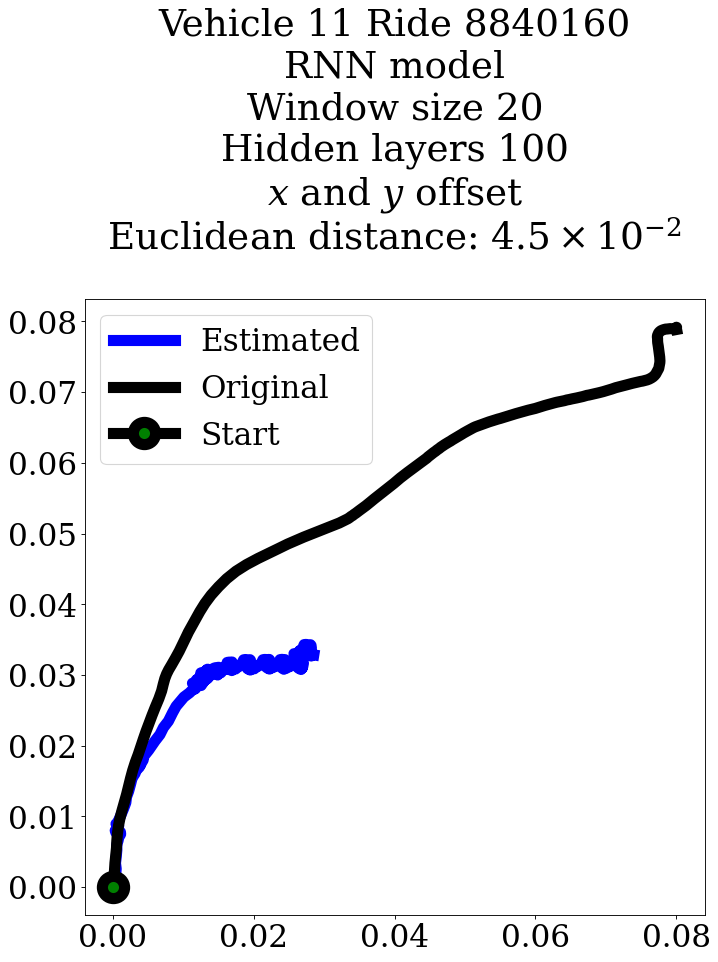 Vehicle 11 Ride 8840160
RNN model
Window size 20
Hidden layers 100
x and y offset
Euclidean distance: 4.5 × 10⁻²
Estimated
Original
Start
0.08
0.07
0.06
0.05
0.04
0.03
0.02
0.01
0.00
0.00 0.02 0.04 0.06 0.08